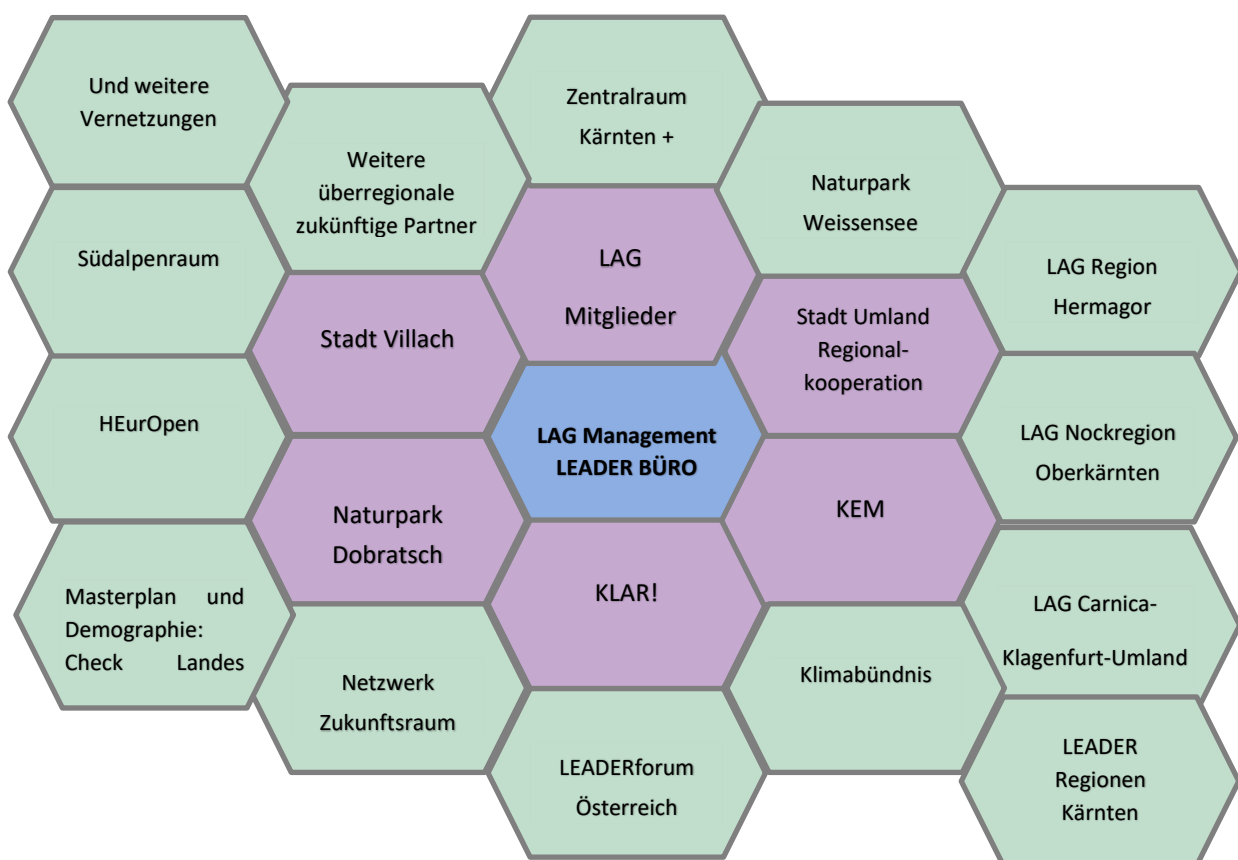 Und weitere
Vernetzungen
Zentralraum
Kärnten +
Weitere
überregionale
zukünftige Partner
Naturpark
Weissensee
Südalpenraum
LAG
Mitglieder
LAG Region
Hermagor
Stadt Villach
Stadt Umland
Regional-
kooperation
HEurOpen
LAG Management
LEADER BÜRO
LAG Nockregion
Oberkärnten
Naturpark
Dobratsch
KEM
KLAR!
Masterplan und
Demographie:
Check Landes
LAG Carnica-
Klagenfurt-Umland
Netzwerk
Zukunftsraum
Klimabündnis
LEADERforum
Österreich
LEADER
Regionen
Kärnten